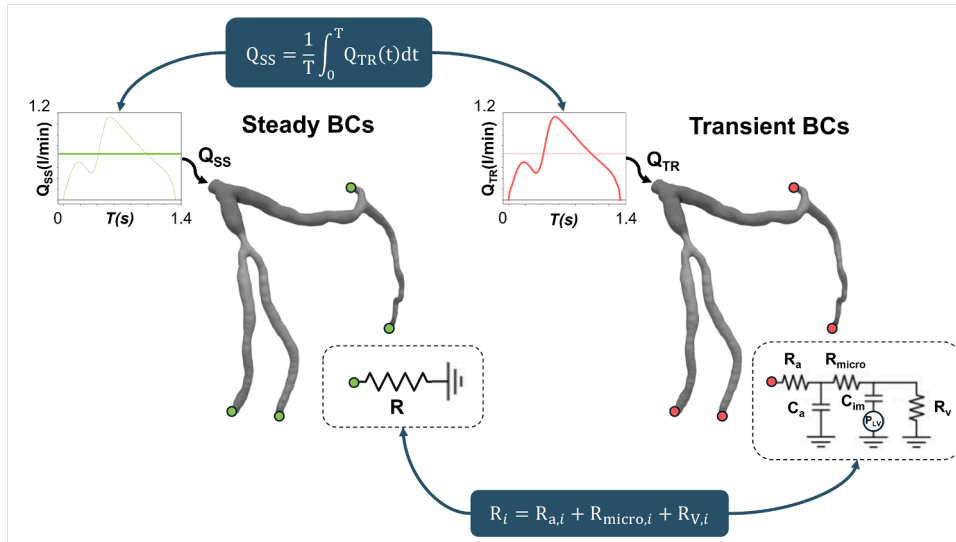 Q_SS = 1/T ∫_0^T Q_TR(t)dt
1.2
Steady BCs
Q_SS(l/min)
Q_SS
0
T(s)
1.4
1.2
Transient BCs
Q_TR(l/min)
Q_TR
0
T(s)
1.4
R
R_a
R_micro
C_a
C_im
P_LV
R_v
R_i = R_a,i + R_micro,i + R_V,i